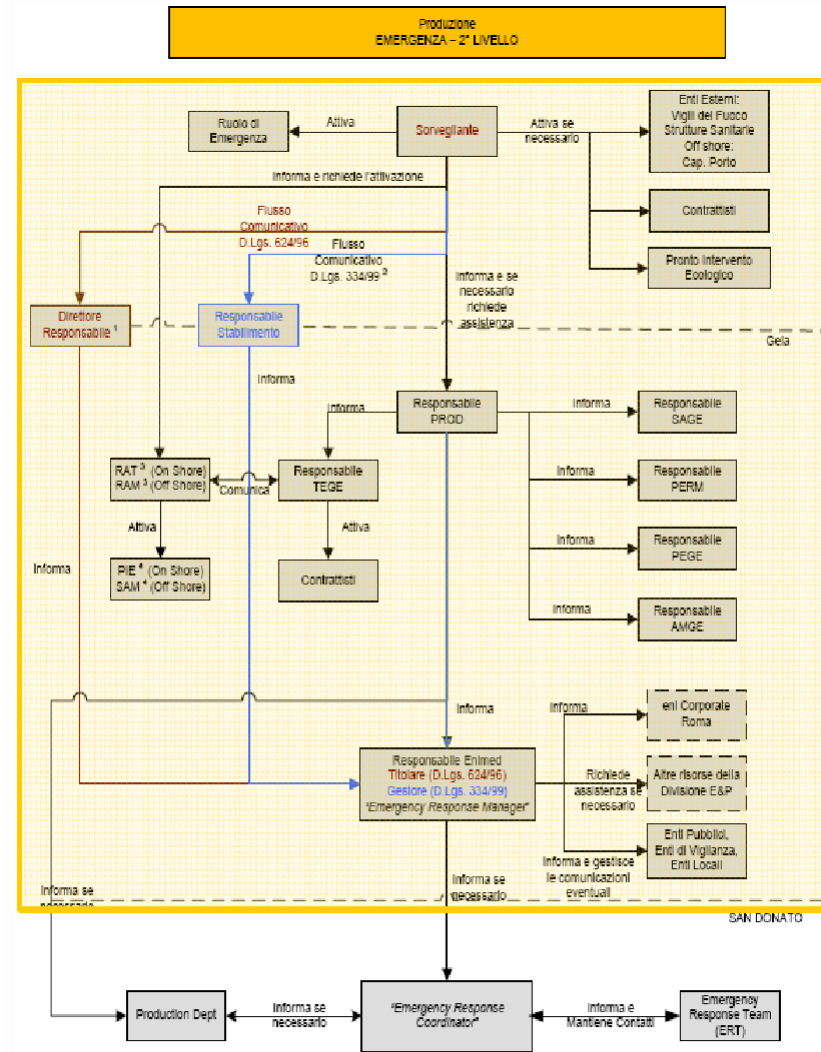 Produzione
EMERGENZA – 2° LIVELLO
Ruolo di
Emergenza
Attiva
Sorvegliante
Attiva se
necessario
Enti Esterni:
Vigili del Fuoco
Strutture Sanitarie
Off shore:
Cap. Porto
Informa e richiede l'attivazione
Contrattisti
Flusso
Comunicativo
D.Lgs. 624/96
Flusso
Comunicativo
D.Lgs. 334/99 2
Pronto Intervento
Ecologico
Informa e se
necessario
richiede
assistenza
Direttore
Responsabile 1
Responsabile
Stabilimento
Gela
Informa
Responsabile
PROD
Informa
Informa
Responsabile
SAGE
RAT 3 (On Shore)
RAM 3 (Off Shore)
Comunica
Responsabile
TEGE
Informa
Responsabile
PERM
Attiva
Attiva
Informa
Responsabile
PEGE
Informa
PIE 4 (On Shore)
SAM 4 (Off Shore)
Contrattisti
Informa
Responsabile
AMGE
Informa
Informa
eni Corporate
Roma
Responsabile Enimed
Titolare (D.Lgs. 624/96)
Gestore (D.Lgs. 334/99)
"Emergency Response Manager"
Richiede
assistenza se
necessario
Altre risorse della
Divisione E&P
Enti Pubblici,
Enti di Vigilanza,
Enti Locali
Informa e gestisce
le comunicazioni
eventuali
Informa se
necessario
Informa se
necessario
SAN DONATO
Production Dept
Informa se
necessario
"Emergency Response
Coordinator"
Informa e
Mantiene Contatti
Emergency
Response Team
(ERT)